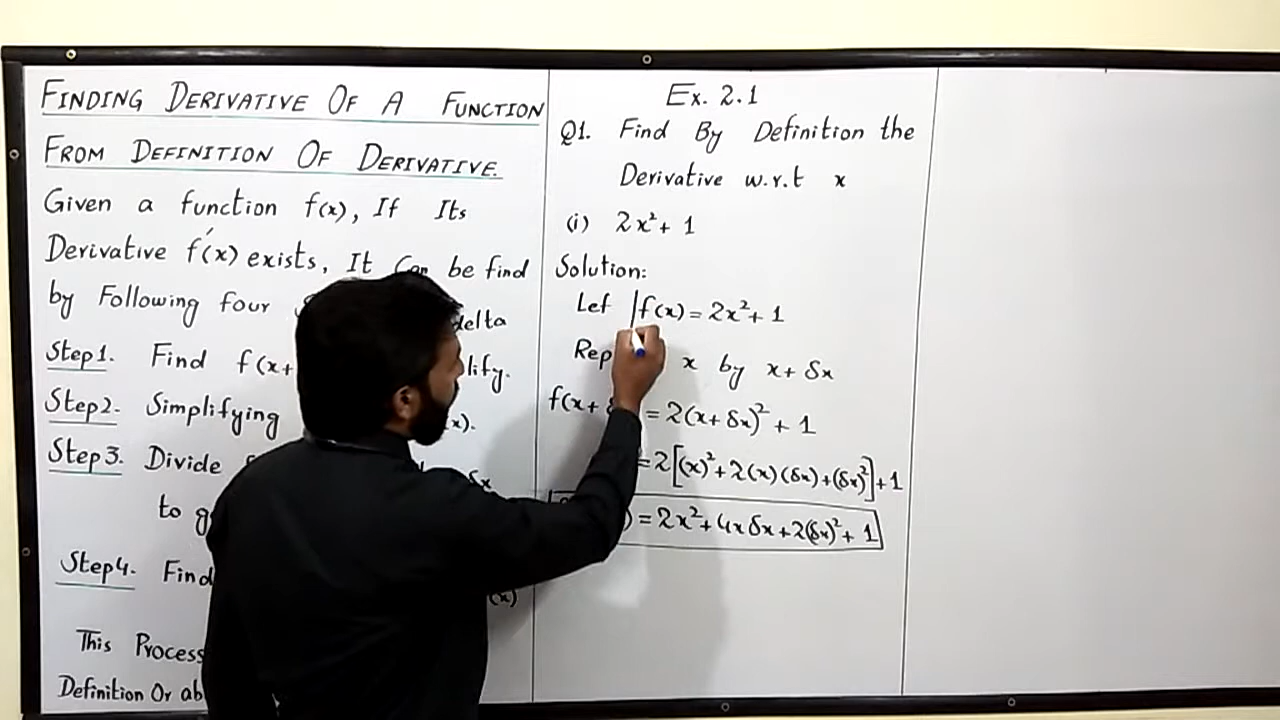 FINDING DERIVATIVE OF A FUNCTION
FROM DEFINITION OF DERIVATIVE.
Given a function f(x), If Its
Derivative f′(x) exists, It Can be find
by Following four delta
Step1. Find f(x+ lify.
Step2. Simplifying (x).
Step3. Divide δx
to
Step4. Find (x)
This Process
Definition Or ab
Ex. 2.1
Q1. Find By Definition the
Derivative w.r.t x
(i) 2x² + 1
Solution:
Let f(x) = 2x² + 1
Rep x by x + δx
f(x + = 2(x + δx)² + 1
= 2[(x)² + 2(x)(δx) + (δx)²] + 1
) = 2x² + 4xδx + 2(δx)² + 1